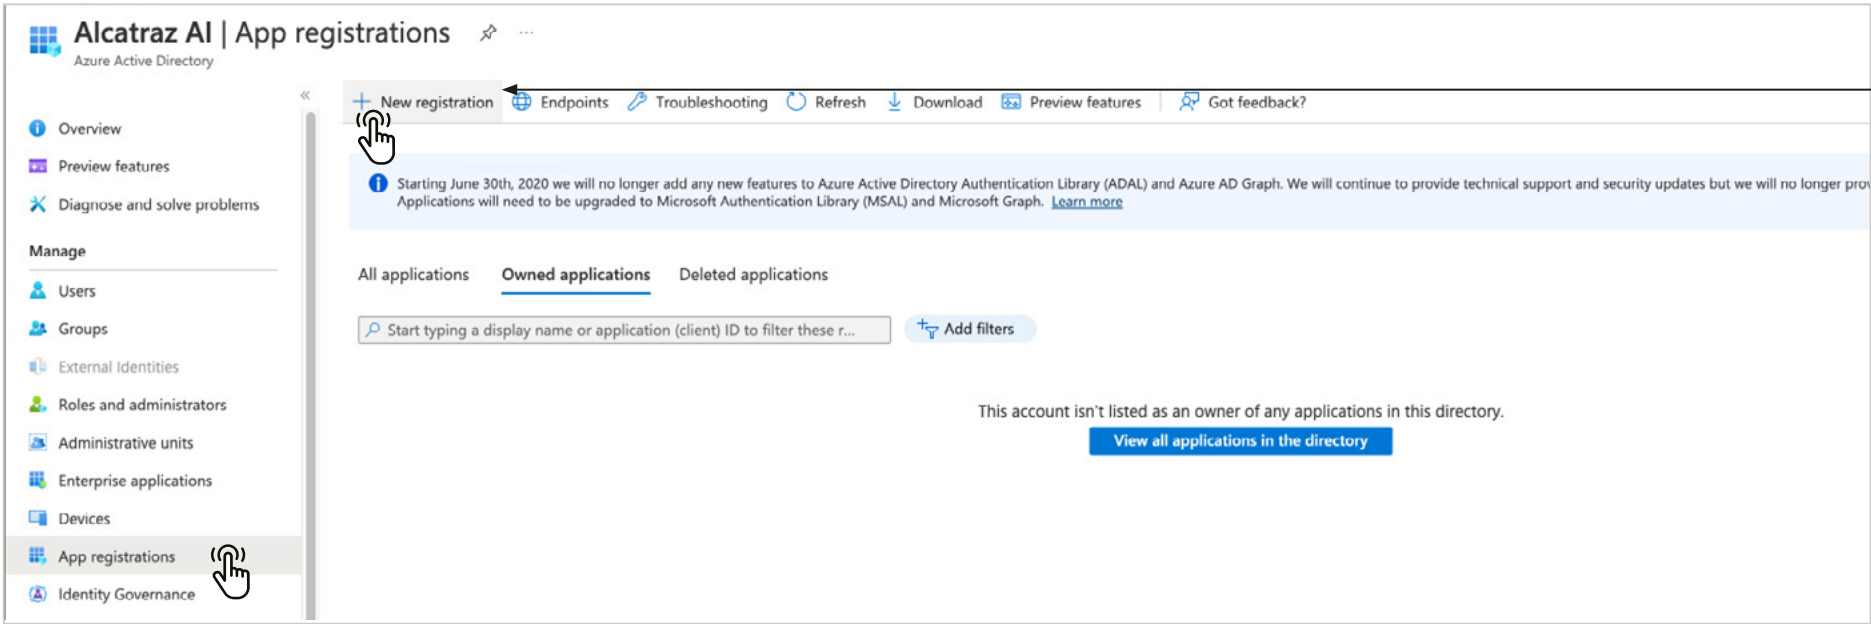 Alcatraz AI | App registrations
Azure Active Directory
Overview
Preview features
Diagnose and solve problems
Manage
Users
Groups
External Identities
Roles and administrators
Administrative units
Enterprise applications
Devices
App registrations
Identity Governance
New registration
Endpoints
Troubleshooting
Refresh
Download
Preview features
Got feedback?
Starting June 30th, 2020 we will no longer add any new features to Azure Active Directory Authentication Library (ADAL) and Azure AD Graph. We will continue to provide technical support and security updates but we will no longer
Applications will need to be upgraded to Microsoft Authentication Library (MSAL) and Microsoft Graph. Learn more
All applications
Owned applications
Deleted applications
Start typing a display name or application (client) ID to filter these r...
Add filters
This account isn't listed as an owner of any applications in this directory.
View all applications in the directory